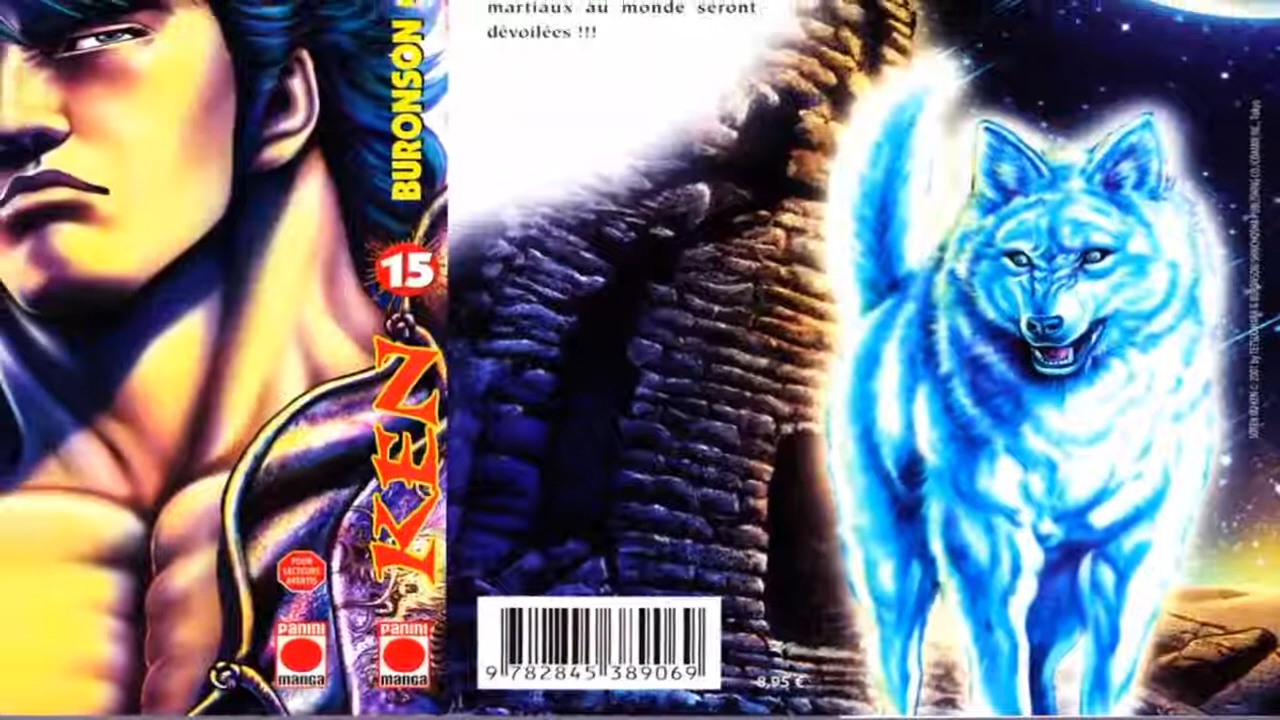 BURONSON
15
KEN
POUR
LECTEURS
AVERTIS
PANINI
manga
PANINI
manga
martiaux au monde seront
dévoilées !!!
9 782845 389069
8,95 €